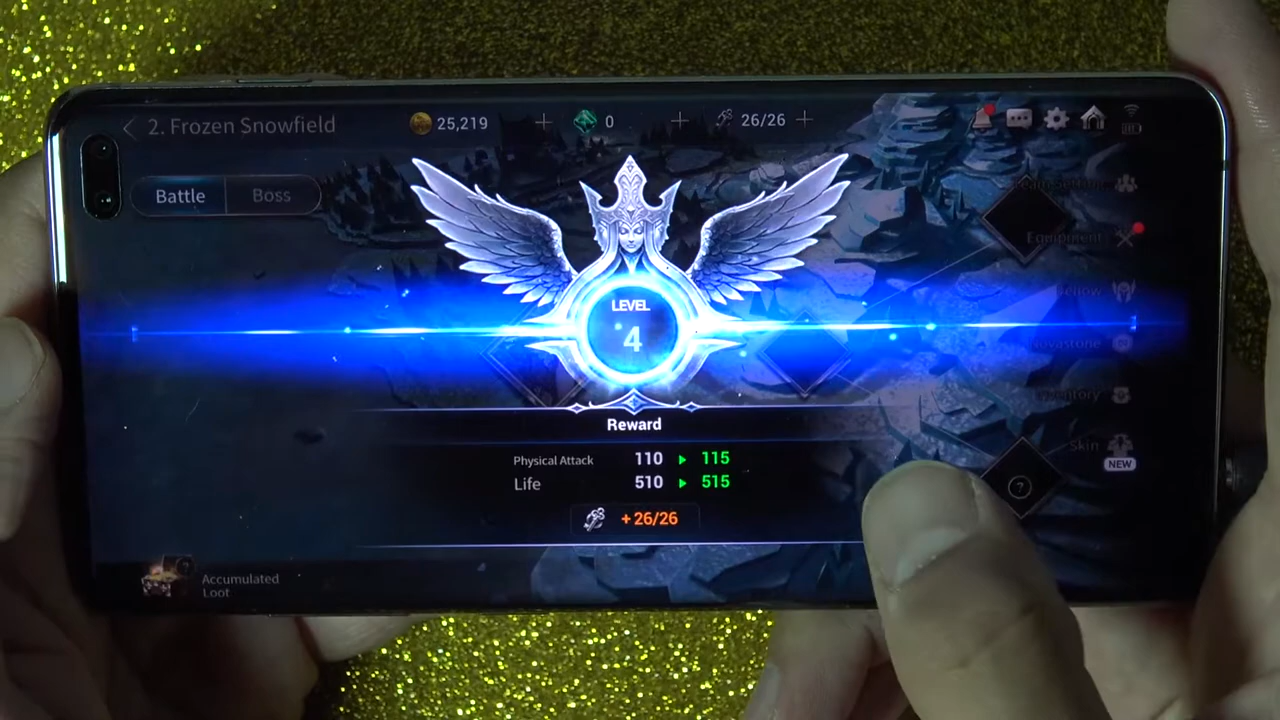 2. Frozen Snowfield
25,219
0
26/26
Battle
Boss
Equipment
Inventory
Skin
NEW
LEVEL
4
Reward
Physical Attack 110 115
Life 510 515
?
+26/26
Accumulated
Loot